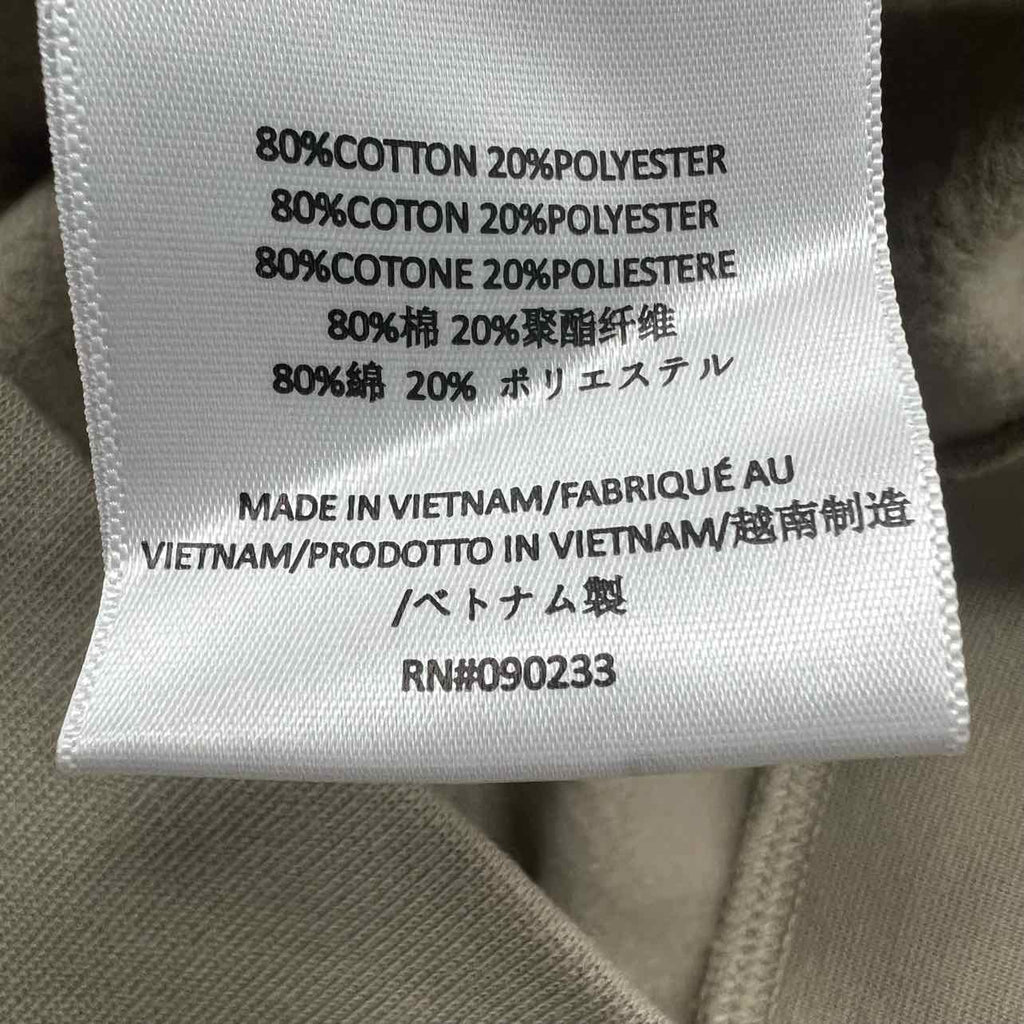 80%COTTON 20%POLYESTER
80%COTON 20%POLYESTER
80%COTONE 20%POLIESTERE
80%棉 20%聚酯纤维
80%綿 20% ポリエステル
MADE IN VIETNAM/FABRIQUÉ AU
VIETNAM/PRODOTTO IN VIETNAM/越南制造
/ベトナム製
RN#090233